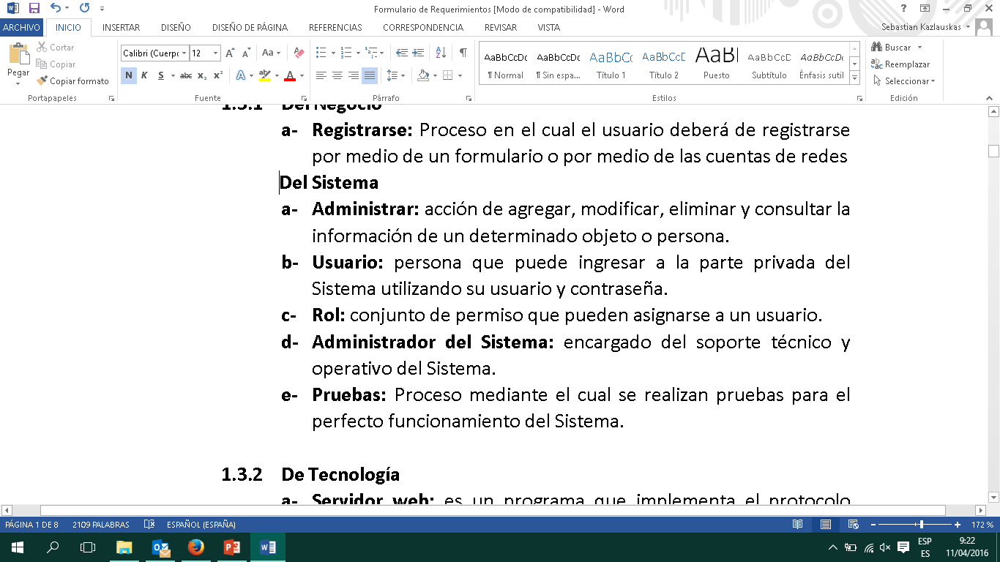 Formulario de Requerimientos [Modo de compatibilidad] - Word
ARCHIVO INICIO INSERTAR DISEÑO DISEÑO DE PÁGINA REFERENCIAS CORRESPONDENCIA REVISAR VISTA Sebastian Kazlauskas
Pegar
Cortar
Copiar
Copiar formato
Portapapeles
Calibri (Cuerpo 12
N K S abc x₂ x²
Fuente
Párrafo
AaBbCcDc AaBbCcDc AaBbCc AaBbCcD AaBl AaBbCcD AaBbCcDc
¶ Normal ¶ Sin espa... Título 1 Título 2 Puesto Subtítulo Énfasis sutil
Estilos
Buscar
Reemplazar
Seleccionar
Edición
1.3.1 Del Negocio
a- Registrarse: Proceso en el cual el usuario deberá de registrarse
por medio de un formulario o por medio de las cuentas de redes
Del Sistema
a- Administrar: acción de agregar, modificar, eliminar y consultar la
información de un determinado objeto o persona.
b- Usuario: persona que puede ingresar a la parte privada del
Sistema utilizando su usuario y contraseña.
c- Rol: conjunto de permiso que pueden asignarse a un usuario.
d- Administrador del Sistema: encargado del soporte técnico y
operativo del Sistema.
e- Pruebas: Proceso mediante el cual se realizan pruebas para el
perfecto funcionamiento del Sistema.
1.3.2 De Tecnología
a- Servidor web: es un programa que implementa el protocolo
PÁGINA 1 DE 8 2109 PALABRAS ESPAÑOL (ESPAÑA) 172 %
ESP
ES
9:22
11/04/2016